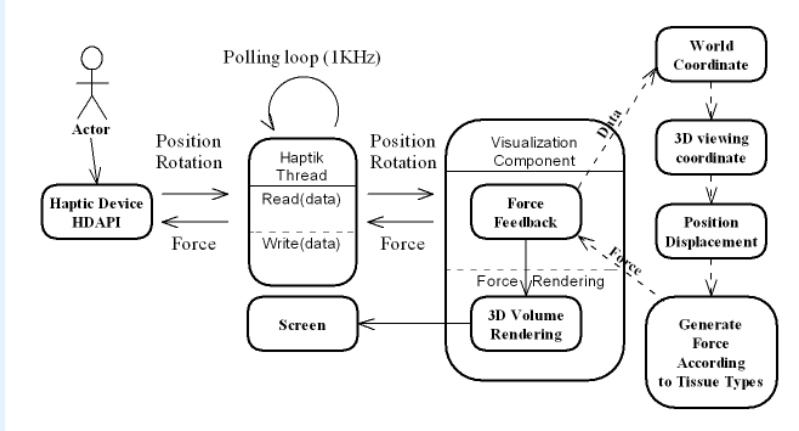 Polling loop (1KHz)
Actor
Position
Rotation
Haptic Device
HDAPI
Force
Haptik
Thread
Read(data)
Write(data)
Position
Rotation
Force
Visualization
Component
Force
Feedback
Force Rendering
3D Volume
Rendering
Screen
Data
World
Coordinate
3D viewing
coordinate
Position
Displacement
Force
Generate
Force
According
to Tissue Types